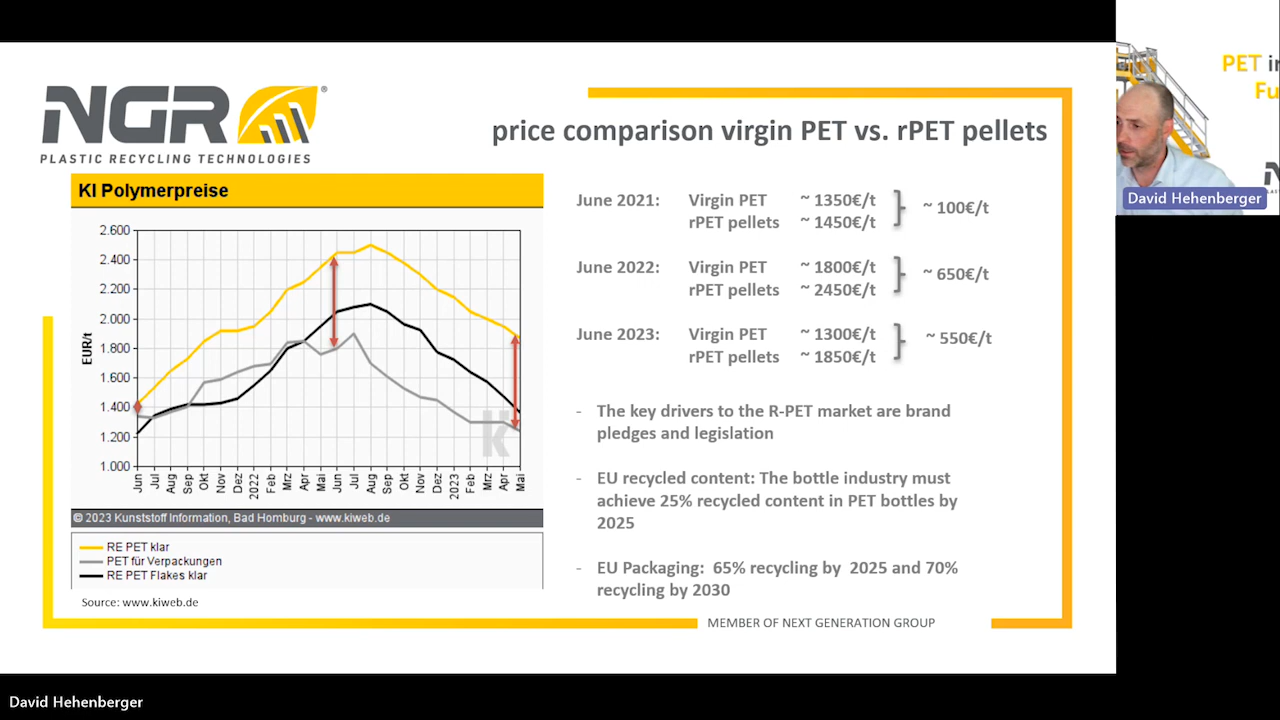 NGR®
PLASTIC RECYCLING TECHNOLOGIES
price comparison virgin PET vs. rPET pellets
KI Polymerpreise
2.600
2.400
2.200
2.000
1.800
1.600
1.400
1.200
1.000
EUR/t
Jun Jul Aug Sep Okt Nov Dez 2022 Feb Mrz Apr Mai Jun Jul Aug Sep Okt Nov Dez 2023 Feb Mrz Apr Mai
K
© 2023 Kunststoff Information, Bad Homburg - www.kiweb.de
RE PET klar
PET für Verpackungen
RE PET Flakes klar
Source: www.kiweb.de
June 2021: Virgin PET ~ 1350€/t
rPET pellets ~ 1450€/t
~ 100€/t
June 2022: Virgin PET ~ 1800€/t
rPET pellets ~ 2450€/t
~ 650€/t
June 2023: Virgin PET ~ 1300€/t
rPET pellets ~ 1850€/t
~ 550€/t
- The key drivers to the R-PET market are brand
pledges and legislation
- EU recycled content: The bottle industry must
achieve 25% recycled content in PET bottles by
2025
- EU Packaging: 65% recycling by 2025 and 70%
recycling by 2030
MEMBER OF NEXT GENERATION GROUP
PET
David Hehenberger
David Hehenberger